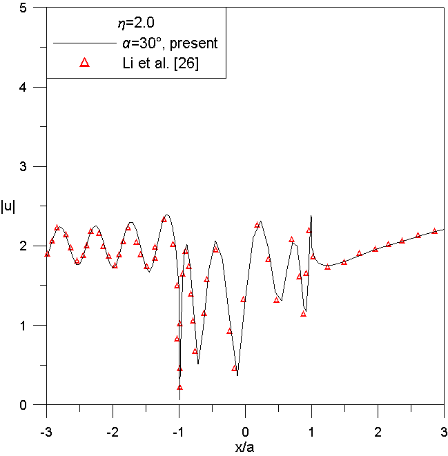 5
η=2.0
α=30°, present
Li et al. [26]
4
3
|u|
2
1
0
-3 -2 -1 0 1 2 3
x/a